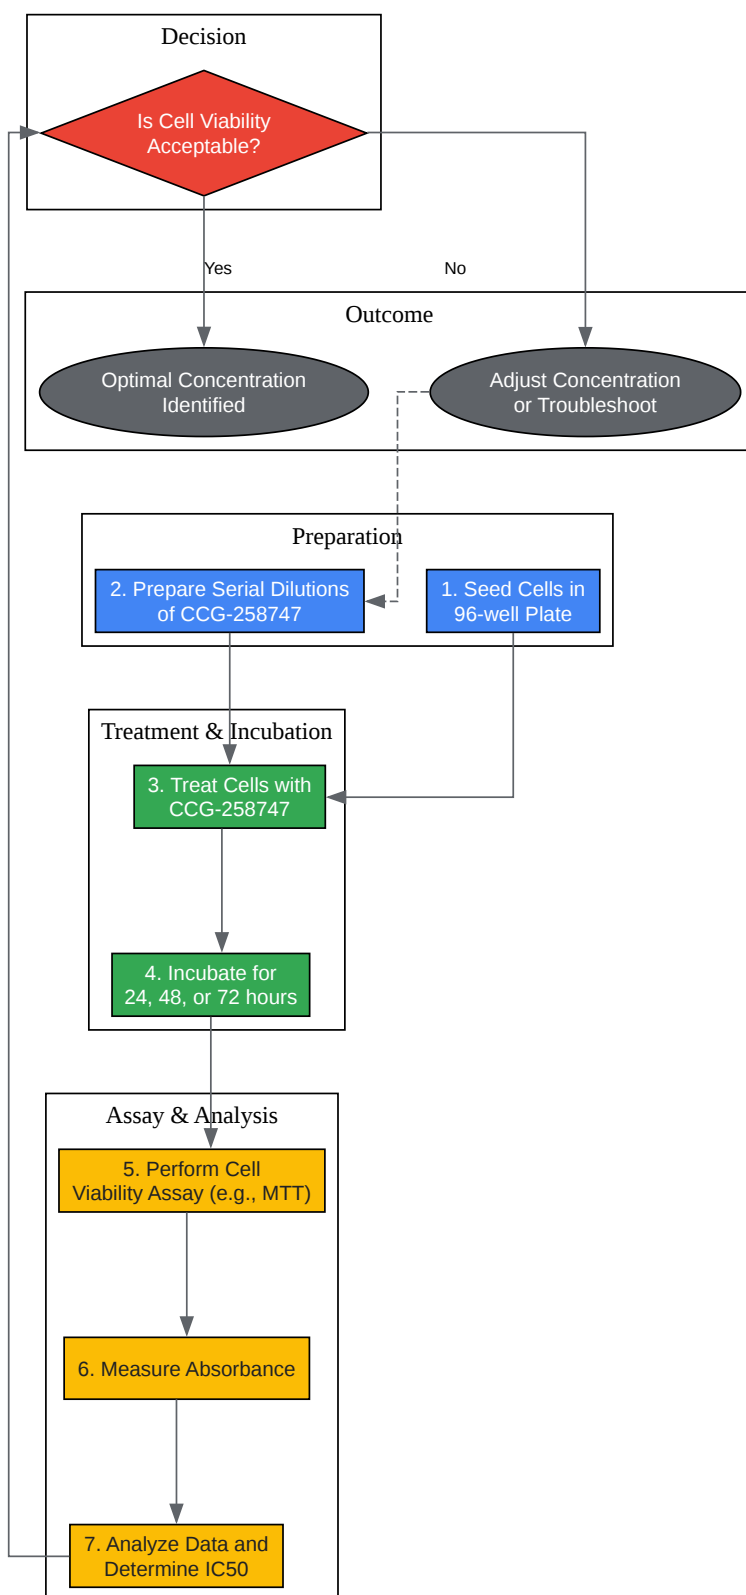 Decision
Is Cell Viability
Acceptable?
Yes
No
Outcome
Optimal Concentration
Identified
Adjust Concentration
or Troubleshoot
Preparation
2. Prepare Serial Dilutions
of CCG-258747
1. Seed Cells in
96-well Plate
Treatment & Incubation
3. Treat Cells with
CCG-258747
4. Incubate for
24, 48, or 72 hours
Assay & Analysis
5. Perform Cell
Viability Assay (e.g., MTT)
6. Measure Absorbance
7. Analyze Data and
Determine IC50